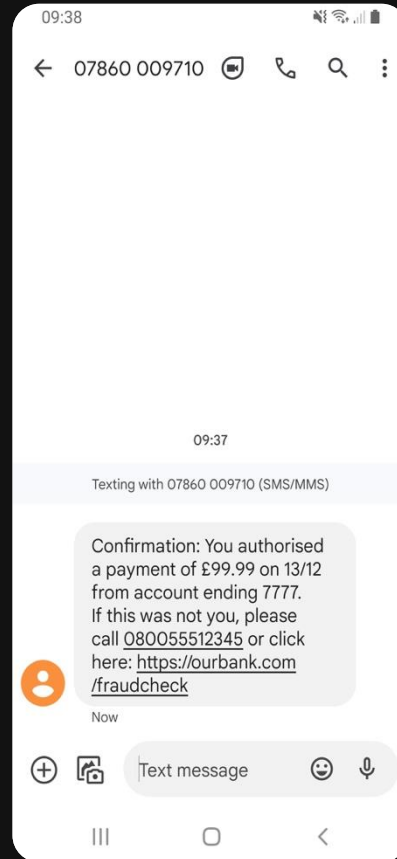 09:38
07860 009710
09:37
Texting with 07860 009710 (SMS/MMS)
Confirmation: You authorised
a payment of £99.99 on 13/12
from account ending 7777.
If this was not you, please
call 080055512345 or click
here: https://ourbank.com
/fraudcheck
Now
Text message